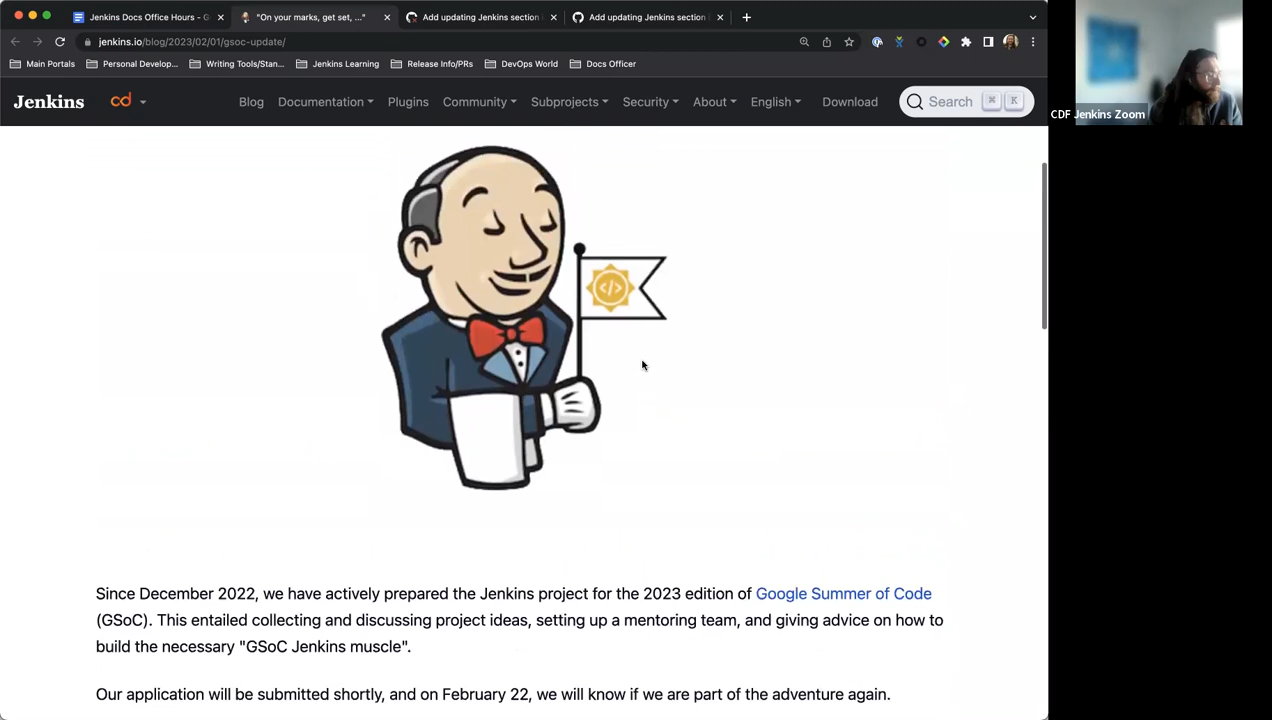 Jenkins Docs Office Hours - G
"On your marks, get set, ..."
Add updating Jenkins section
Add updating Jenkins section
jenkins.io/blog/2023/02/01/gsoc-update/
Main Portals
Personal Develop...
Writing Tools/Stan...
Jenkins Learning
Release Info/PRs
DevOps World
Docs Officer
Jenkins
cd
Blog
Documentation
Plugins
Community
Subprojects
Security
About
English
Download
Search
⌘
K
CDF Jenkins Zoom
</>
Since December 2022, we have actively prepared the Jenkins project for the 2023 edition of Google Summer of Code
(GSoC). This entailed collecting and discussing project ideas, setting up a mentoring team, and giving advice on how to
build the necessary "GSoC Jenkins muscle".
Our application will be submitted shortly, and on February 22, we will know if we are part of the adventure again.